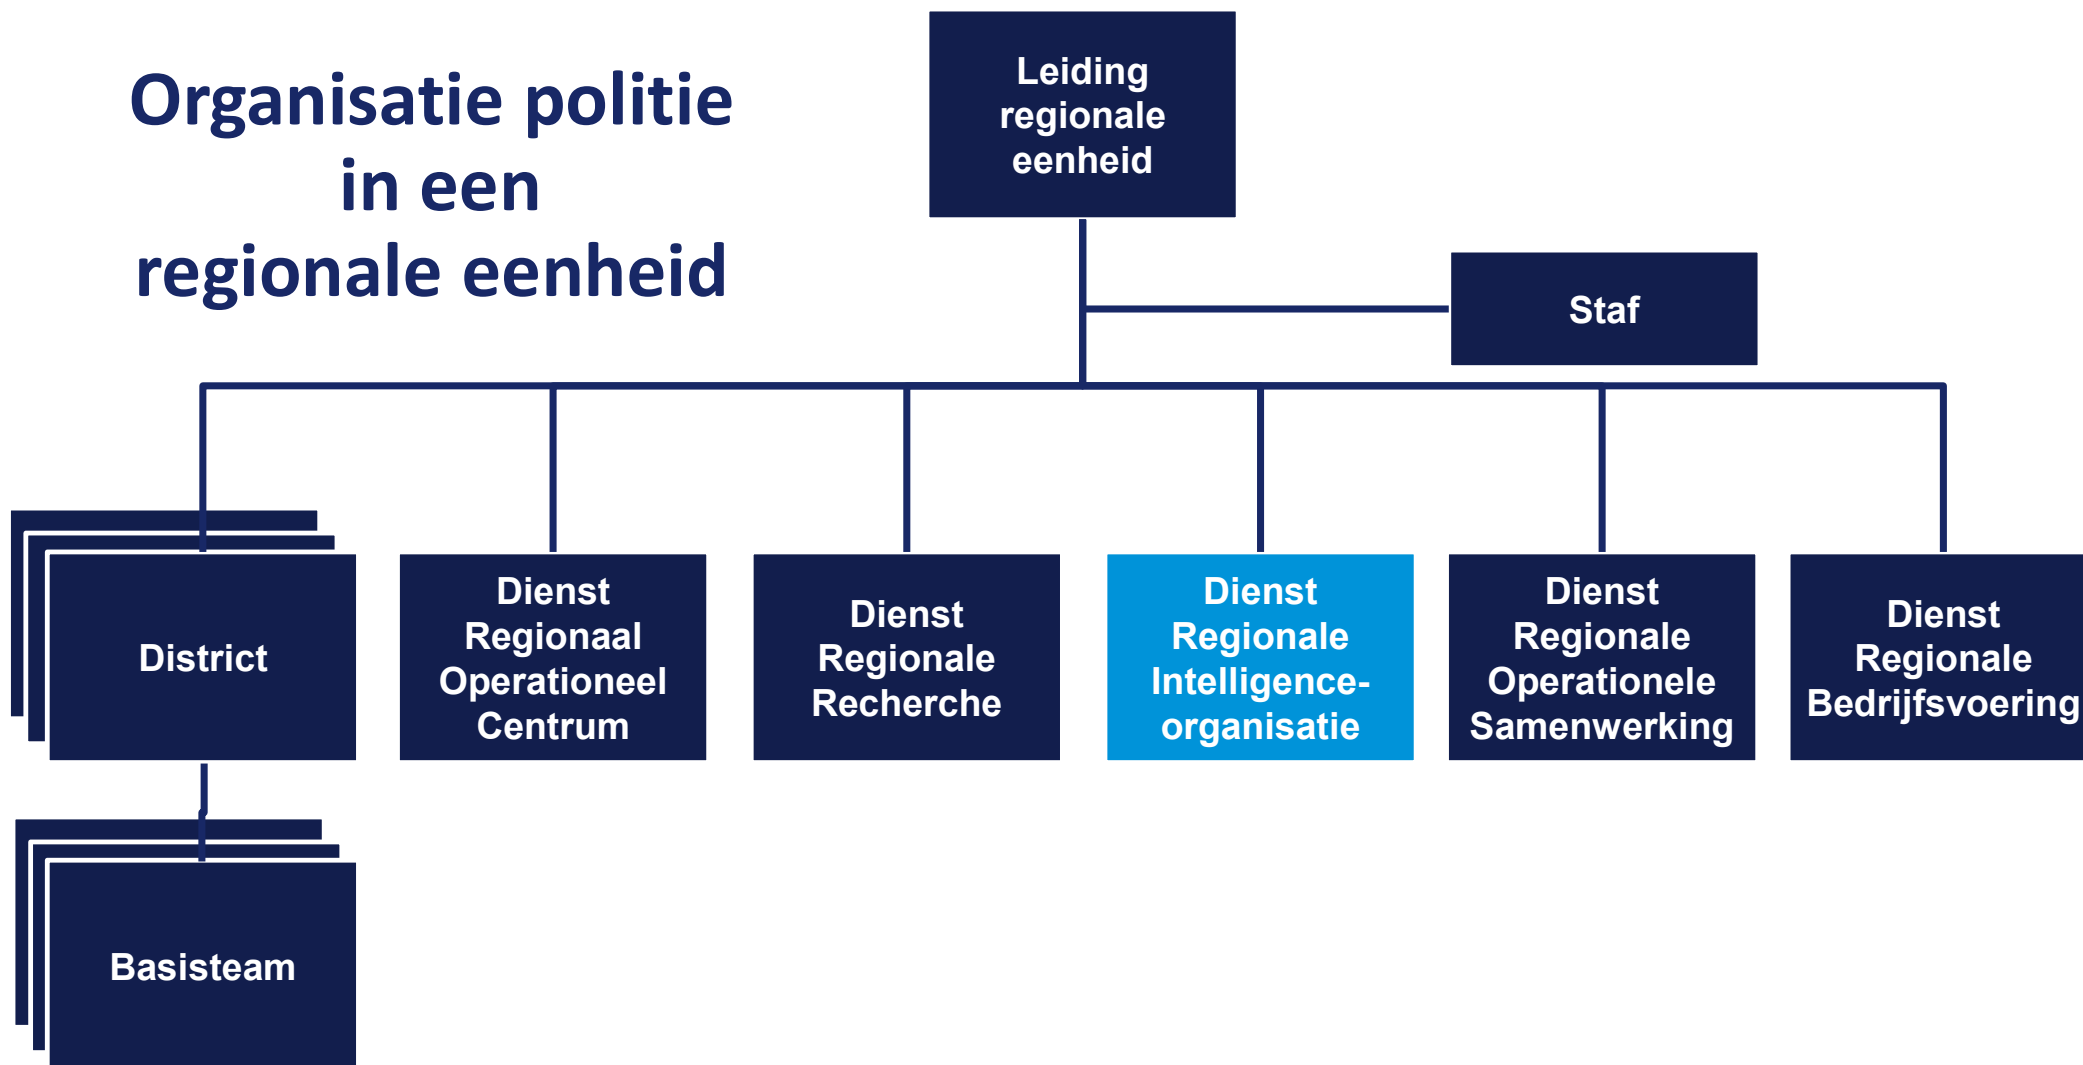 Organisatie politie
in een
regionale eenheid
Leiding
regionale
eenheid
Staf
District
Dienst
Regionaal
Operationeel
Centrum
Dienst
Regionale
Recherche
Dienst
Regionale
Intelligence-
organisatie
Dienst
Regionale
Operationele
Samenwerking
Dienst
Regionale
Bedrijfsvoering
Basisteam